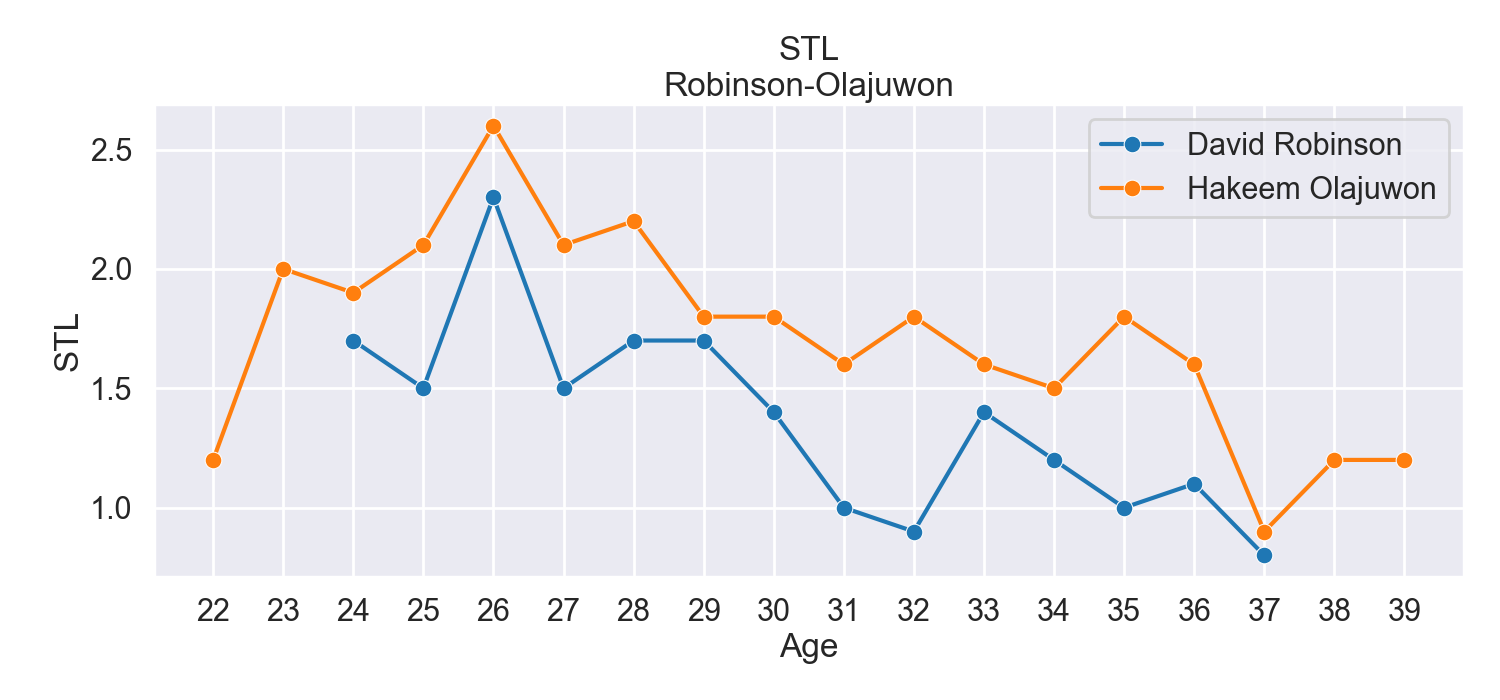 STL
Robinson-Olajuwon
David Robinson
Hakeem Olajuwon
2.5
2.0
1.5
1.0
STL
22 23 24 25 26 27 28 29 30 31 32 33 34 35 36 37 38 39
Age